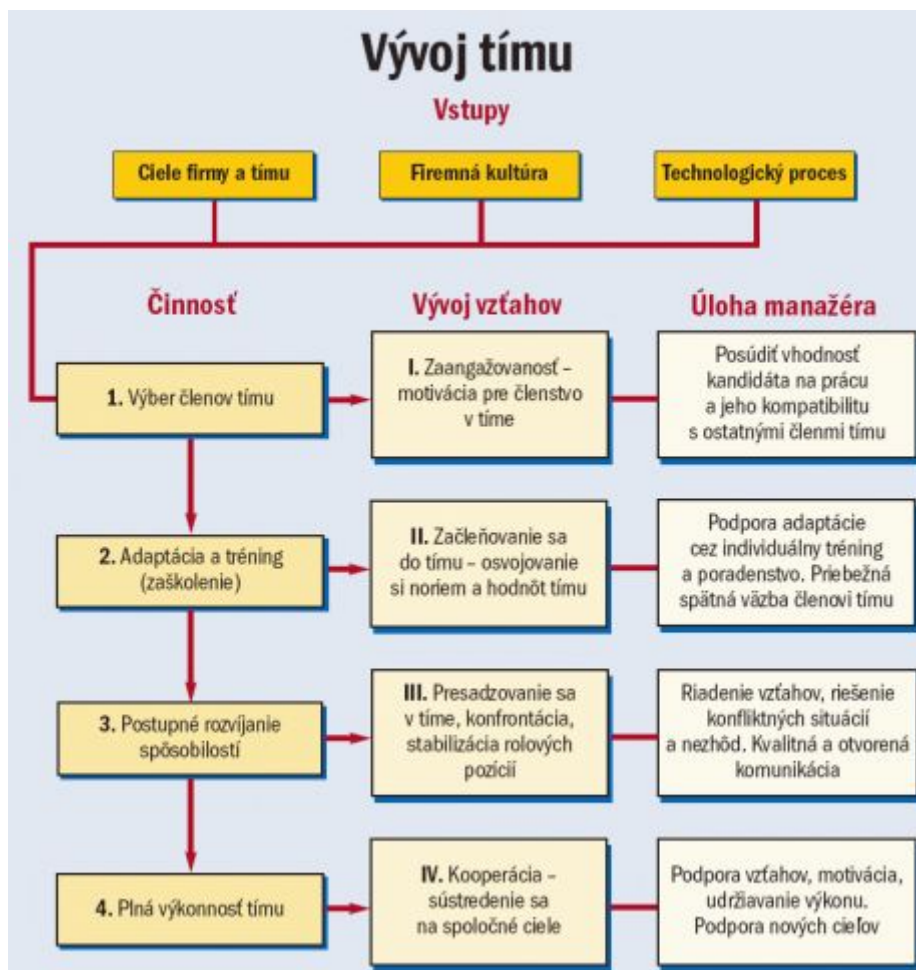 Vývoj tímu
Vstupy
Ciele firmy a tímu
Firemná kultúra
Technologický proces
Činnosť
Vývoj vzťahov
Úloha manažéra
1. Výber členov tímu
I. Zaangažovanosť –
motivácia pre členstvo
v tíme
Posúdiť vhodnosť
kandidáta na prácu
a jeho kompatibilitu
s ostatnými členmi tímu
2. Adaptácia a tréning
(zaškolenie)
II. Začleňovanie sa
do tímu – osvojovanie
si noriem a hodnôt tímu
Podpora adaptácie
cez individuálny tréning
a poradenstvo. Priebežná
spätná väzba členovi tímu
3. Postupné rozvíjanie
spôsobilostí
III. Presadzovanie sa
v tíme, konfrontácia,
stabilizácia rolových
pozícií
Riadenie vzťahov, riešenie
konfliktných situácií
a nezhôd. Kvalitná a otvorená
komunikácia
4. Plná výkonnosť tímu
IV. Kooperácia –
sústredenie sa
na spoločné ciele
Podpora vzťahov, motivácia,
udržiavanie výkonu.
Podpora nových cieľov